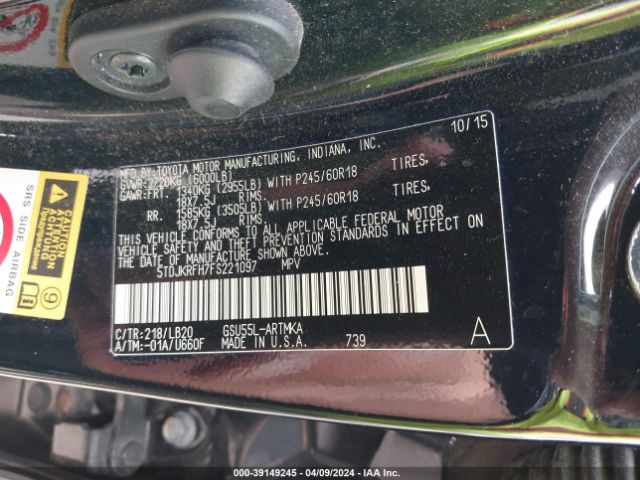 10/15
MFD. BY: TOYOTA MOTOR MANUFACTURING, INDIANA, INC.
GVWR: 2720KG (6000LB)
GAWR: FRT. 1340KG (2955LB) WITH P245/60R18 TIRES,
18X7.5J RIMS.
RR. 1585KG (3505LB) WITH P245/60R18 TIRES,
18X7.5J RIMS.
THIS VEHICLE CONFORMS TO ALL APPLICABLE FEDERAL MOTOR
VEHICLE SAFETY AND THEFT PREVENTION STANDARDS IN EFFECT ON
THE DATE OF MANUFACTURE SHOWN ABOVE.
5TDJKRFH7FS221097 MPV
C/TR: 218/LB20 GSU55L-ARTMKA
A/TM: -01A/U660F MADE IN U.S.A. 739 A
SRS SIDE AIRBAG
9
000-39149245 - 04/09/2024 - IAA Inc.